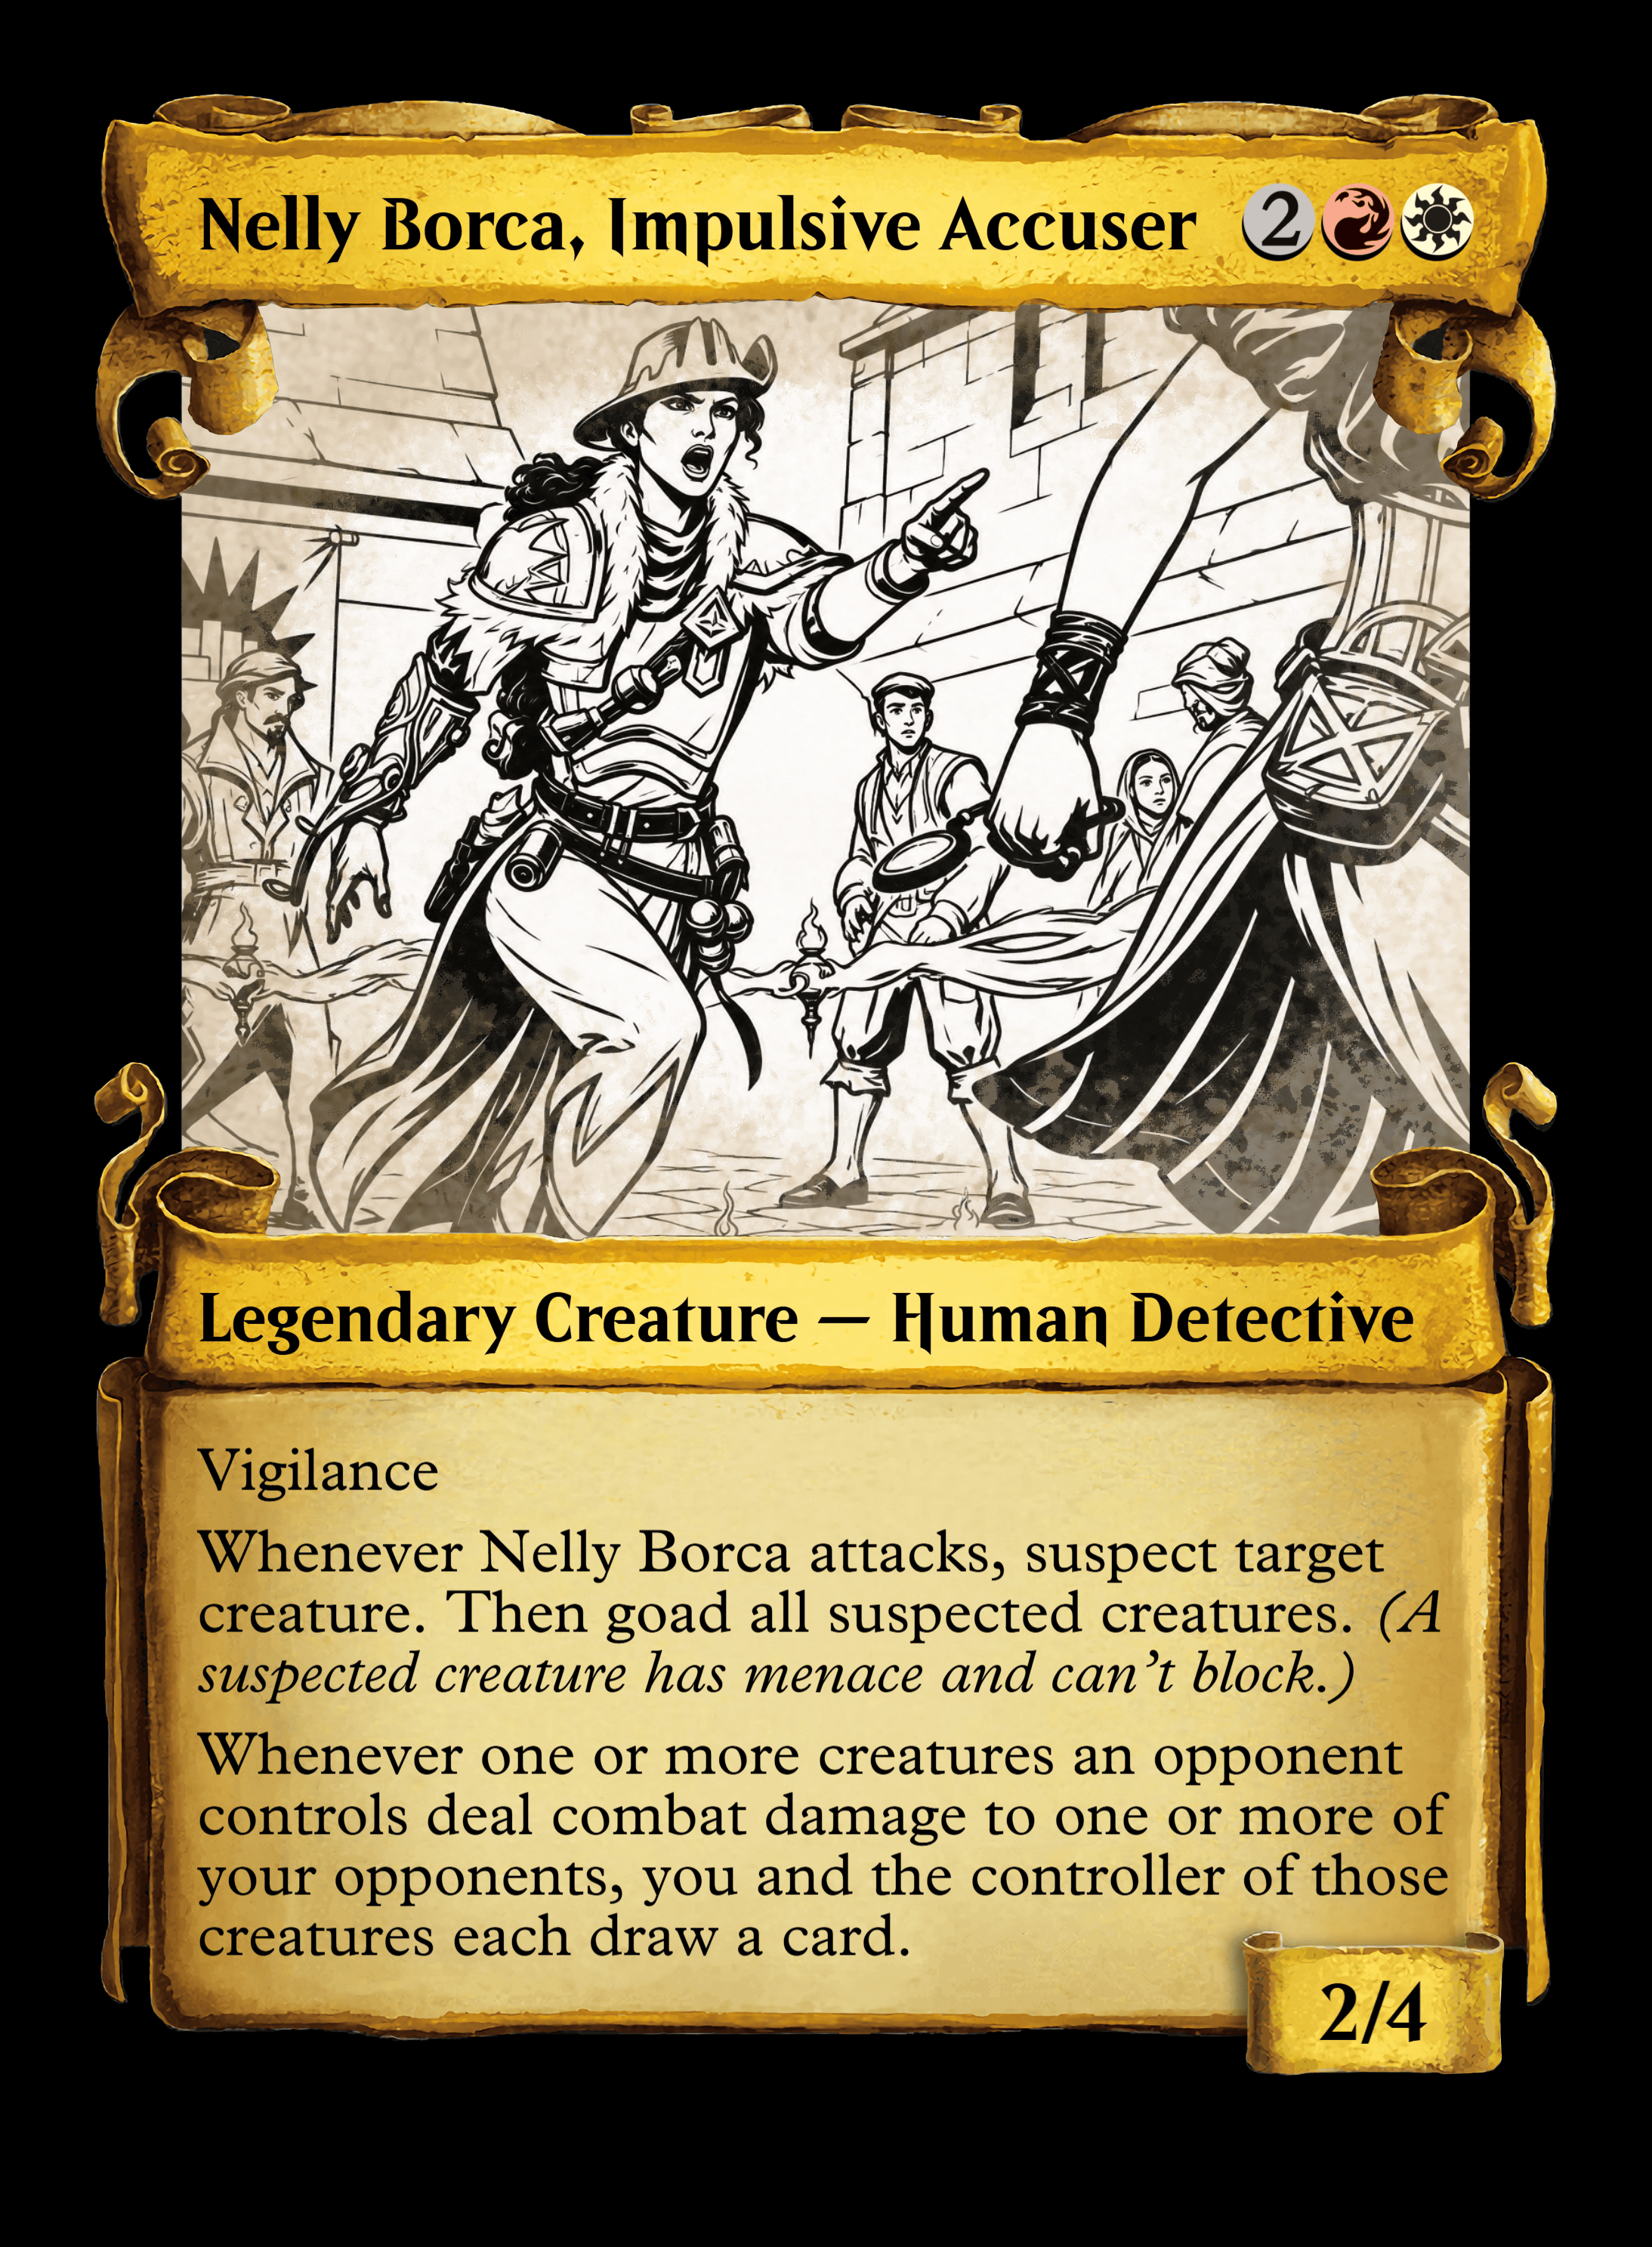 Nelly Borca, Impulsive Accuser 2
Legendary Creature — Human Detective
Vigilance
Whenever Nelly Borca attacks, suspect target
creature. Then goad all suspected creatures. (A
suspected creature has menace and can't block.)
Whenever one or more creatures an opponent
controls deal combat damage to one or more of
your opponents, you and the controller of those
creatures each draw a card.
2/4